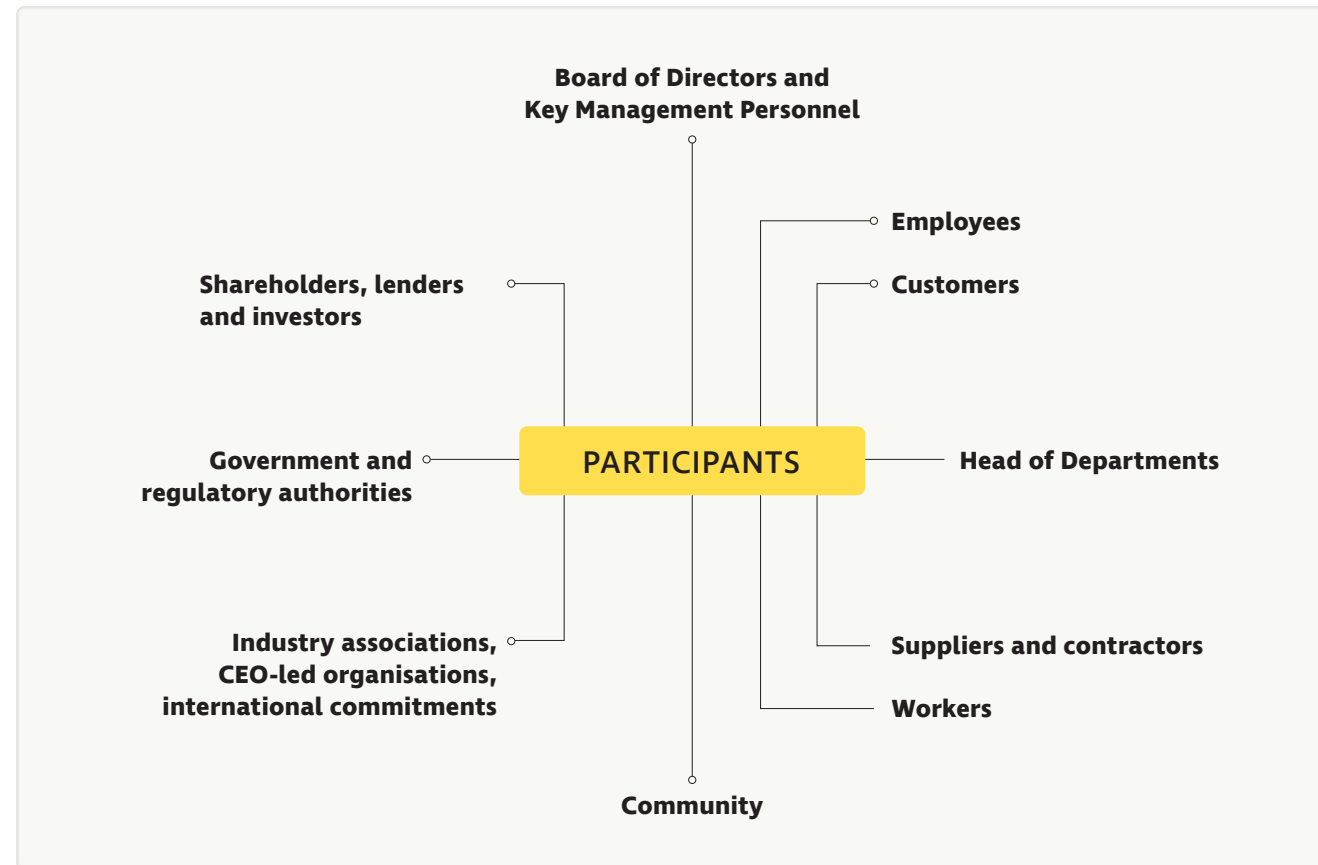 Board of Directors and
Key Management Personnel
Employees
Shareholders, lenders
and investors
Customers
Government and
regulatory authorities
PARTICIPANTS
Head of Departments
Industry associations,
CEO-led organisations,
international commitments
Suppliers and contractors
Workers
Community